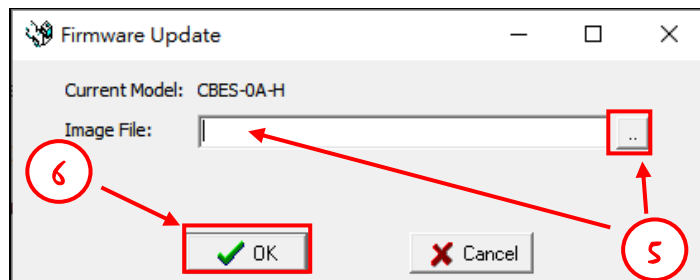 Firmware Update
Current Model: CBES-0A-H
Image File:
..
6
OK
Cancel
5